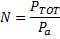 N = P_TOT / P_a